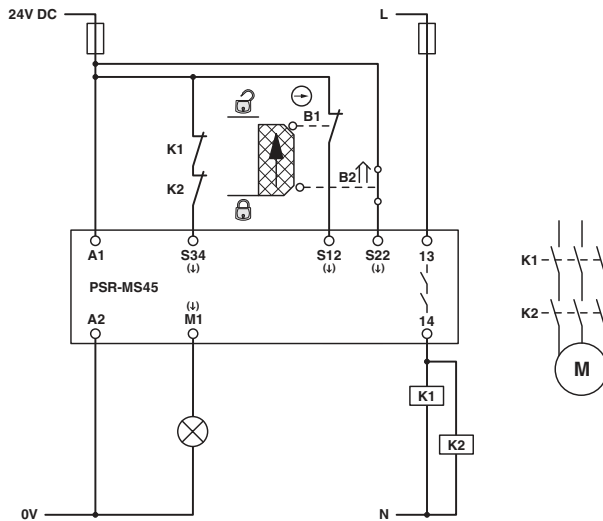 24V DC
L
B1
K1
B2
K2
A1
S34
(↓)
S12
(↓)
S22
(↓)
13
PSR-MS45
A2
(↓)
M1
14
K1
K2
M
K1
K2
0V
N